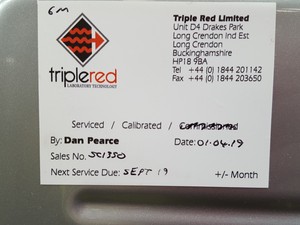 6M
Triple Red Limited
Unit D4 Drakes Park
Long Crendon Ind Est
Long Crendon
Buckinghamshire
HP18 9BA
Tel +44 (0) 1844 201142
Fax +44 (0) 1844 203650
triplered
LABORATORY TECHNOLOGY
Serviced / Calibrated / Commissioned
By: Dan Pearce
Date: 01.04.19
Sales No. SC1350
Next Service Due: SEPT 19
+/- Month